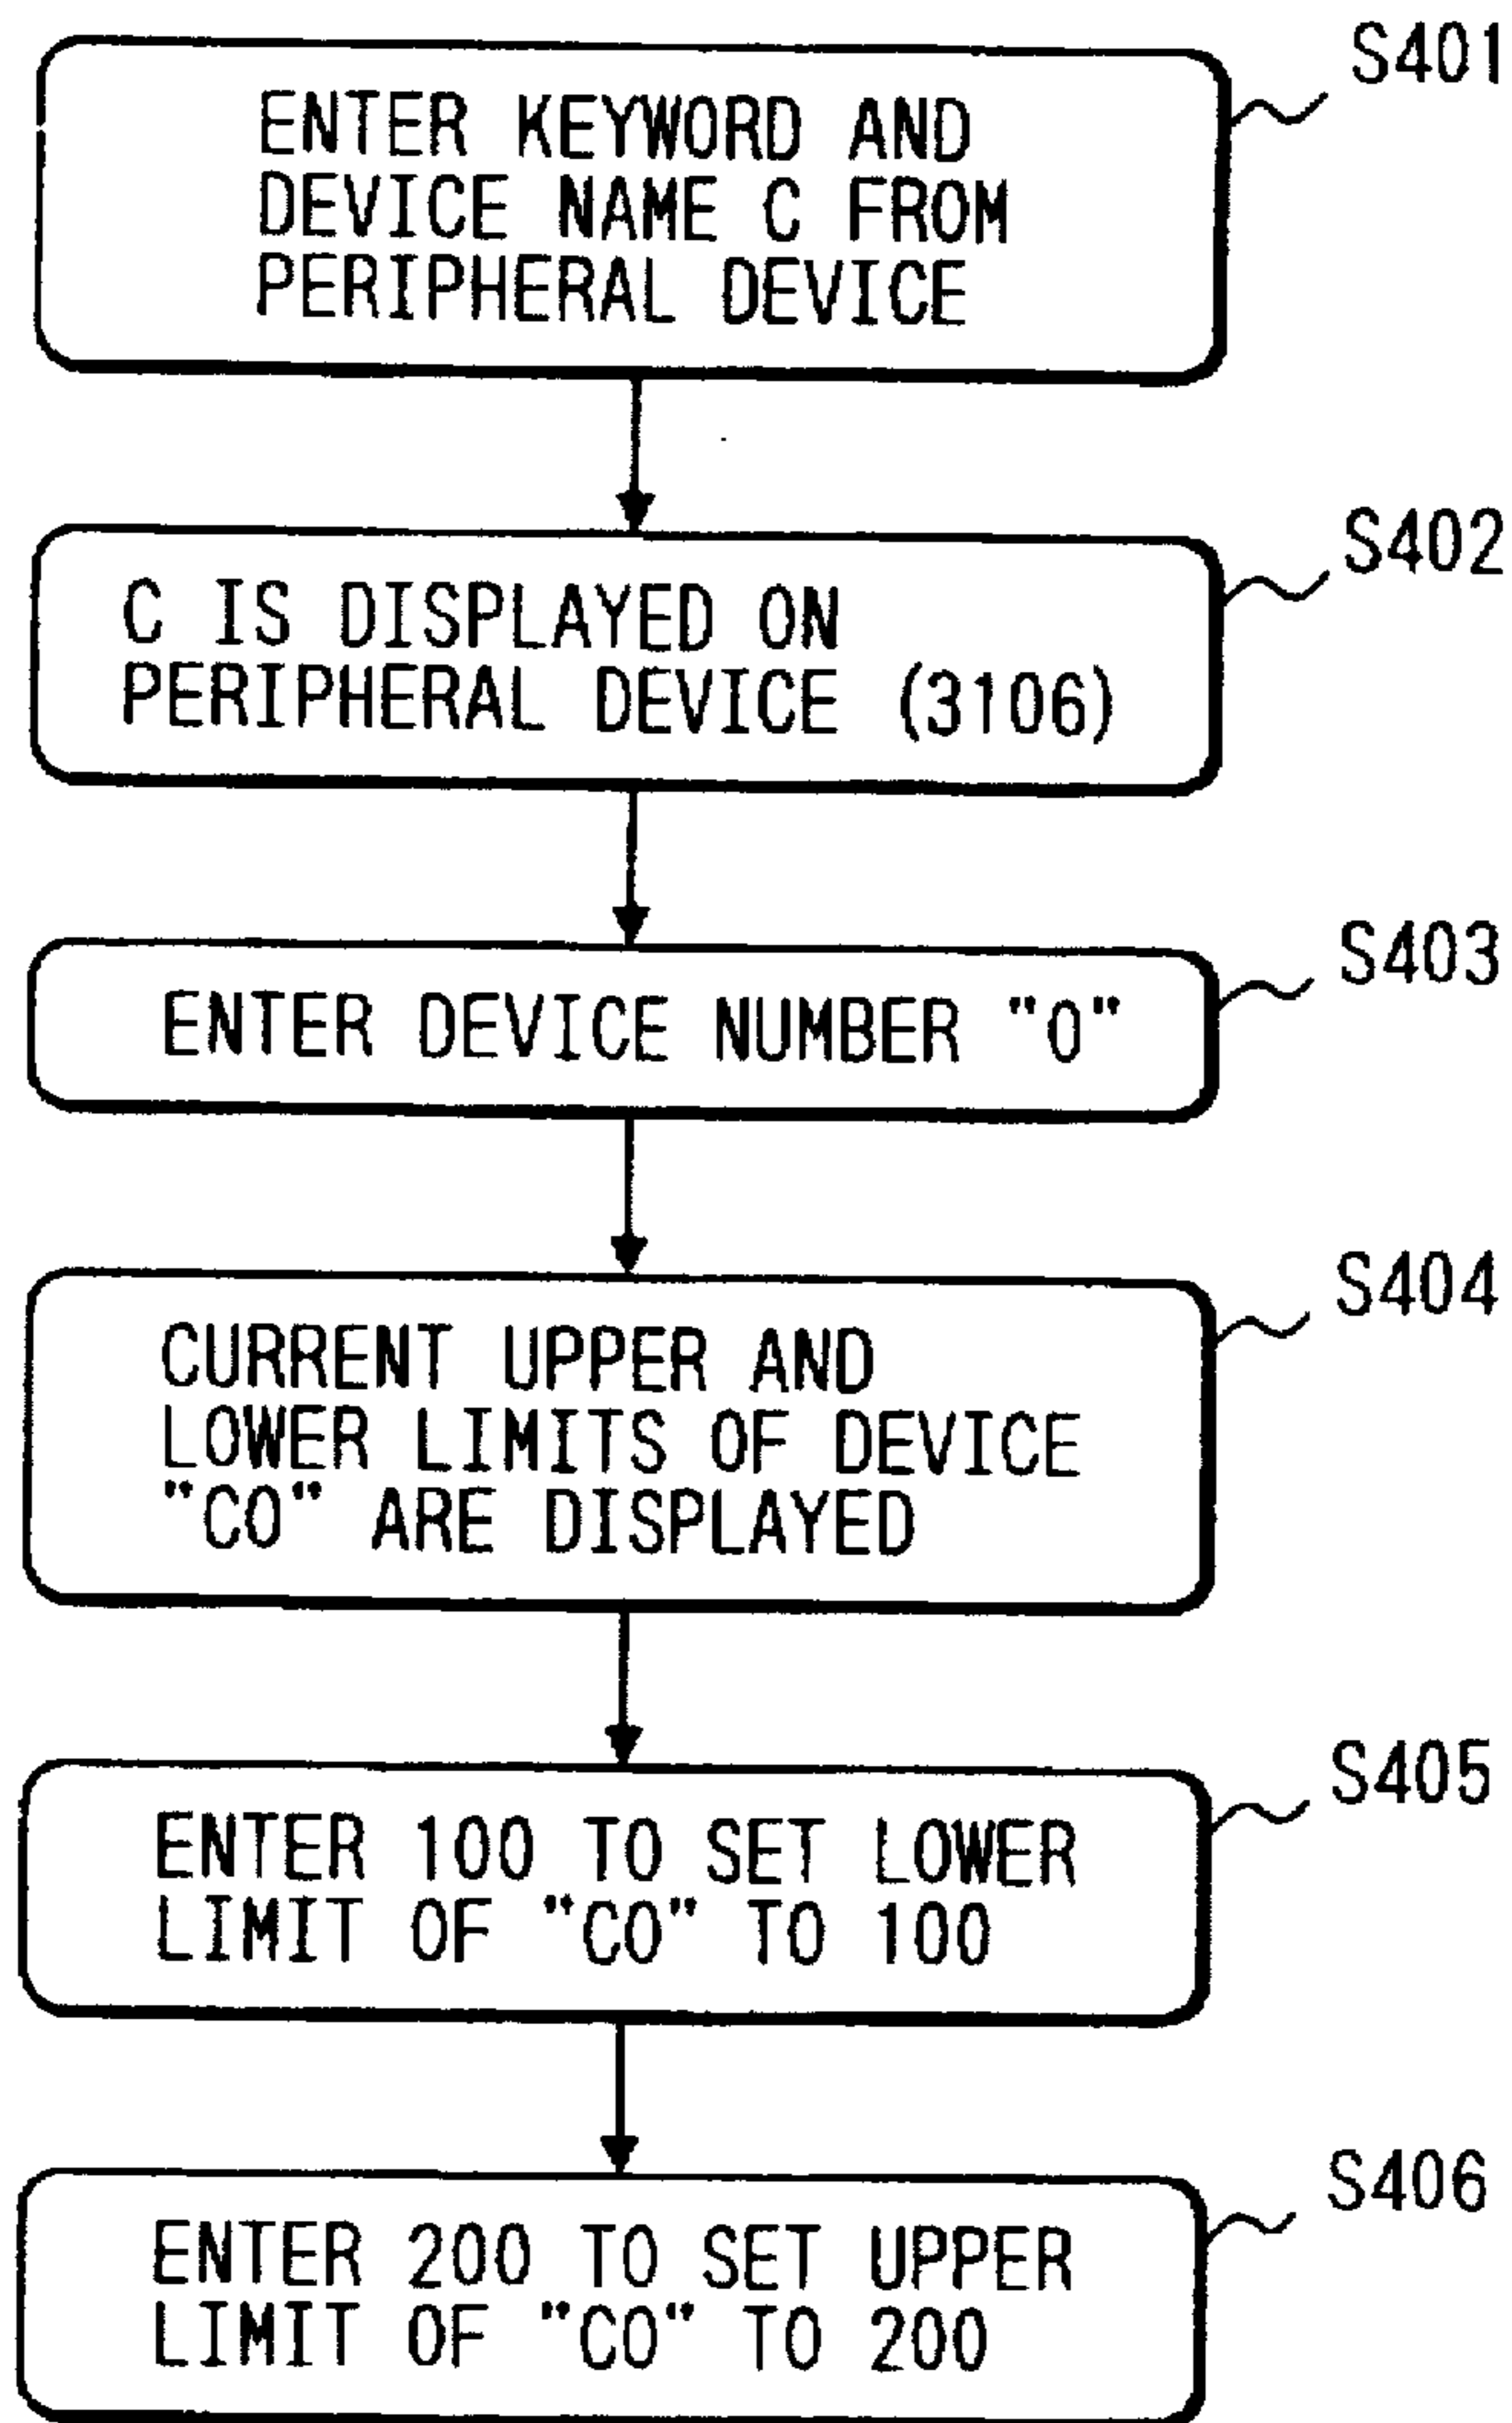 S401
ENTER KEYWORD AND
DEVICE NAME C FROM
PERIPHERAL DEVICE
S402
C IS DISPLAYED ON
PERIPHERAL DEVICE (3106)
S403
ENTER DEVICE NUMBER "0"
S404
CURRENT UPPER AND
LOWER LIMITS OF DEVICE
"C0" ARE DISPLAYED
S405
ENTER 100 TO SET LOWER
LIMIT OF "C0" TO 100
S406
ENTER 200 TO SET UPPER
LIMIT OF "C0" TO 200